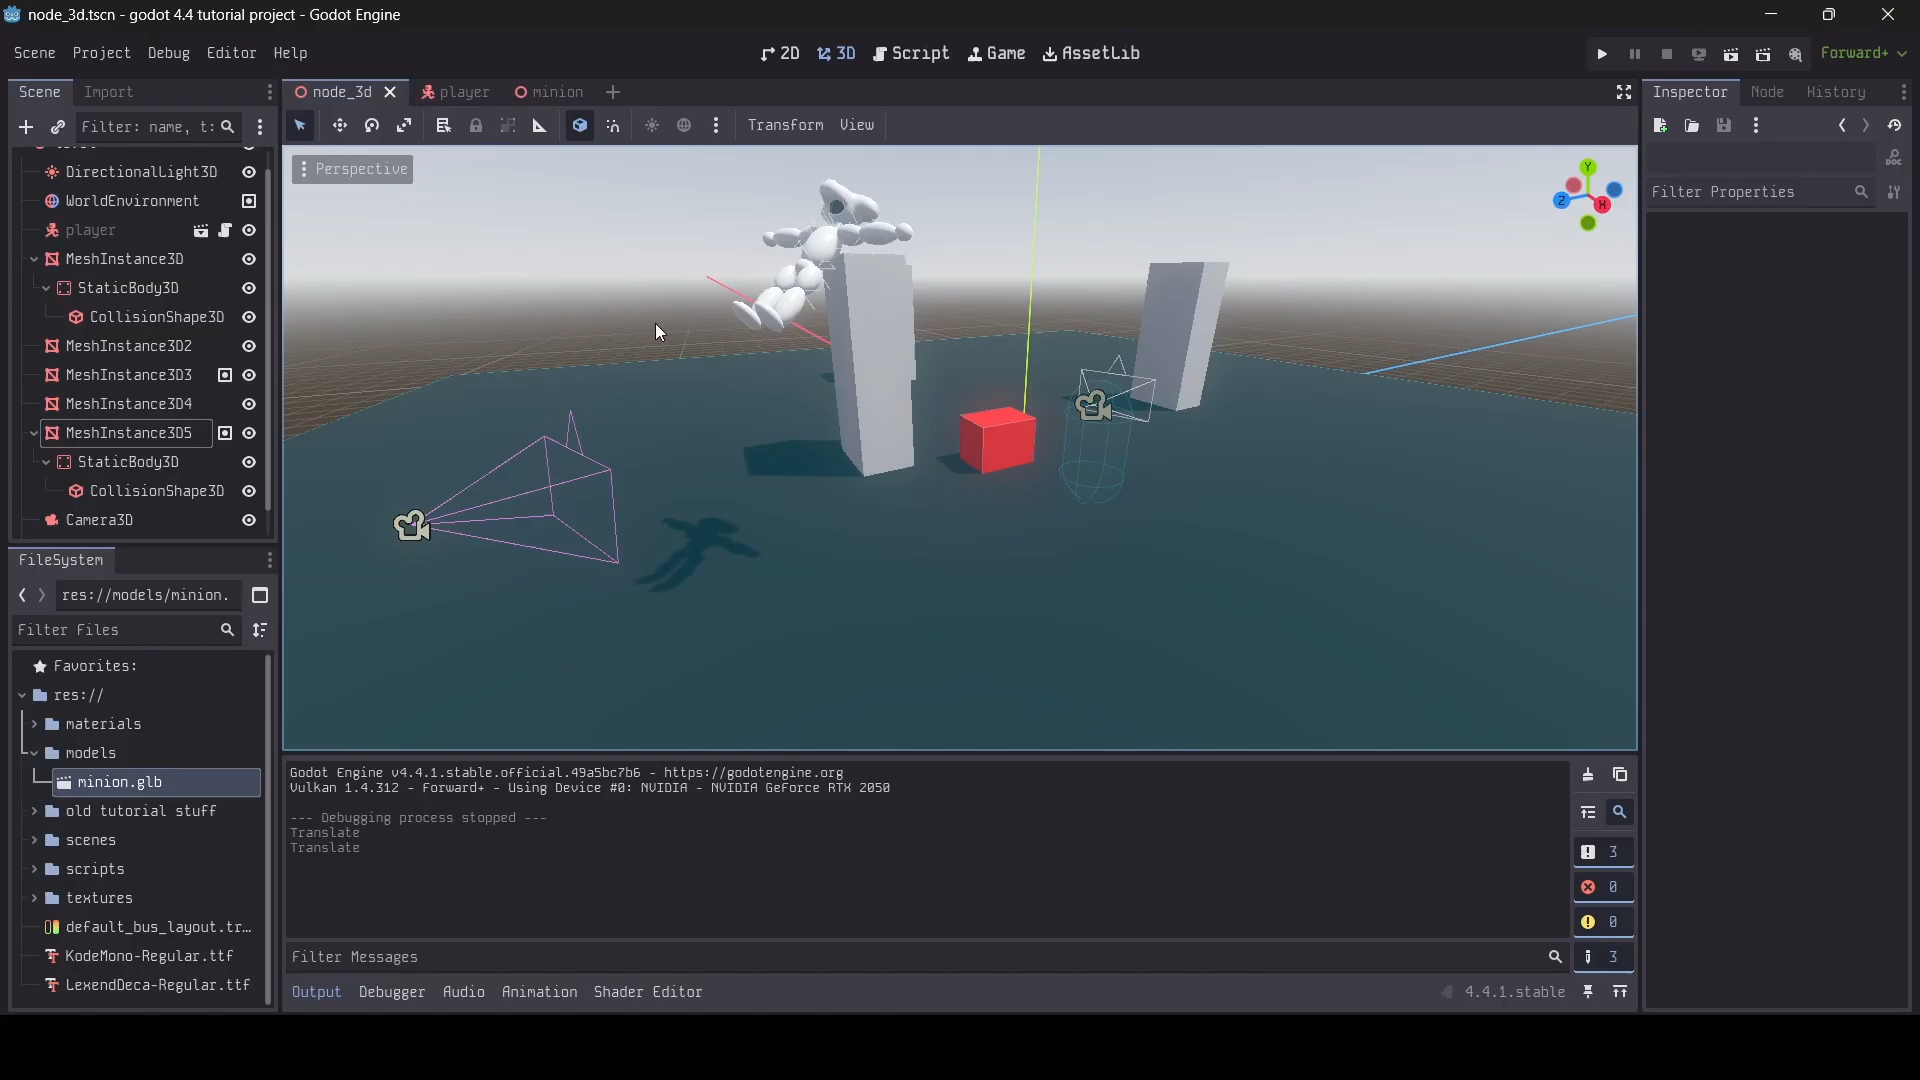 node_3d.tscn - godot 4.4 tutorial project - Godot Engine
Scene Project Debug Editor Help
2D 3D Script Game AssetLib
Forward+
Scene Import
Filter: name, t:
DirectionalLight3D
WorldEnvironment
player
MeshInstance3D
StaticBody3D
CollisionShape3D
MeshInstance3D2
MeshInstance3D3
MeshInstance3D4
MeshInstance3D5
StaticBody3D
CollisionShape3D
Camera3D
FileSystem
res://models/minion.
Filter Files
Favorites:
res://
materials
models
minion.glb
old tutorial stuff
scenes
scripts
textures
default_bus_layout.tr...
KodeMono-Regular.ttf
LexendDeca-Regular.ttf
node_3d player minion
Transform View
Perspective
Y
Z
X
Godot Engine v4.4.1.stable.official.49a5bc7b6 - https://godotengine.org
Vulkan 1.4.312 - Forward+ - Using Device #0: NVIDIA - NVIDIA GeForce RTX 2050
--- Debugging process stopped ---
Translate
Translate
3
0
0
3
Filter Messages
Output Debugger Audio Animation Shader Editor
4.4.1.stable
Inspector Node History
DOC
Filter Properties